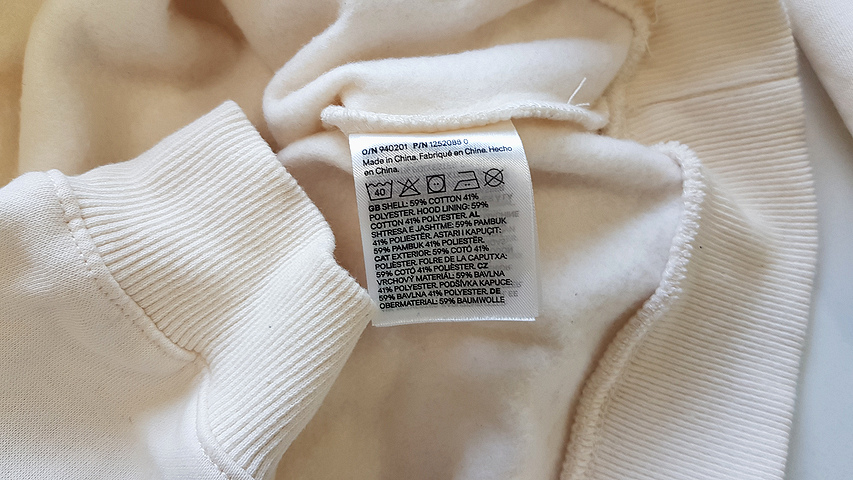 O/N 940201 P/N 1252088 0
Made in China. Fabriqué en Chine. Hecho
en China.
40
GB SHELL: 59% COTTON 41%
POLYESTER. HOOD LINING: 59%
COTTON 41% POLYESTER. AL
SHTRESA E JASHTME: 59% PAMBUK
41% POLIESTËR. ASTARI I KAPUÇIT:
59% PAMBUK 41% POLIESTËR.
CAT EXTERIOR: 59% COTÓ 41%
POLIÈSTER. FOLRE DE LA CAPUTXA:
59% COTÓ 41% POLIÈSTER. CZ
VRCHOVÝ MATERIÁL: 59% BAVLNA
41% POLYESTER. PODŠÍVKA KAPUCE:
59% BAVLNA 41% POLYESTER. DE
OBERMATERIAL: 59% BAUMWOLLE